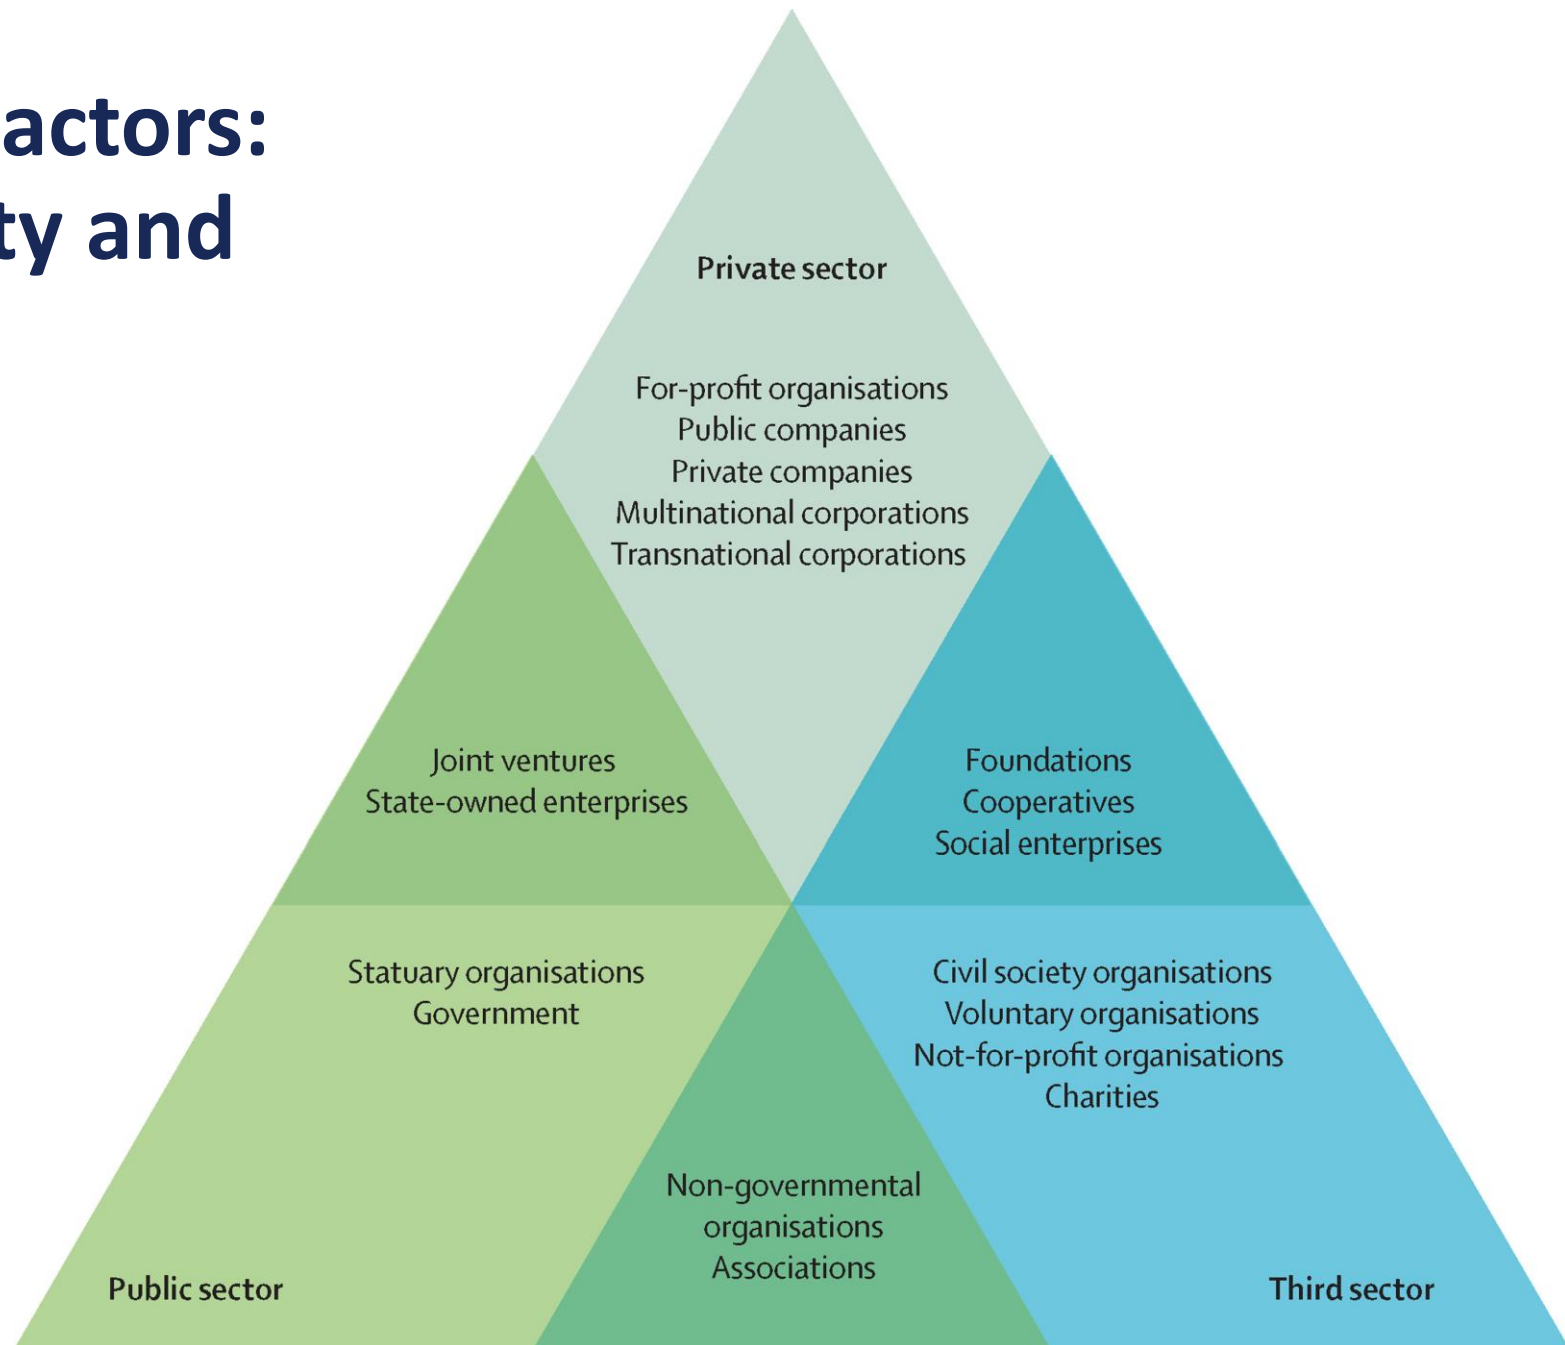 actors:
ty and
Private sector
For-profit organisations
Public companies
Private companies
Multinational corporations
Transnational corporations
Joint ventures
State-owned enterprises
Foundations
Cooperatives
Social enterprises
Statuary organisations
Government
Civil society organisations
Voluntary organisations
Not-for-profit organisations
Charities
Non-governmental
organisations
Associations
Public sector
Third sector